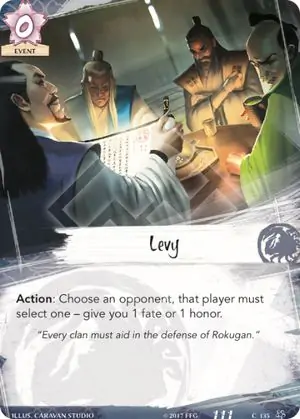 0
EVENT
Levy
Action: Choose an opponent, that player must
select one – give you 1 fate or 1 honor.
"Every clan must aid in the defense of Rokugan."
ILLUS. CARAVAN STUDIO
© 2017 FFG
111
C 135